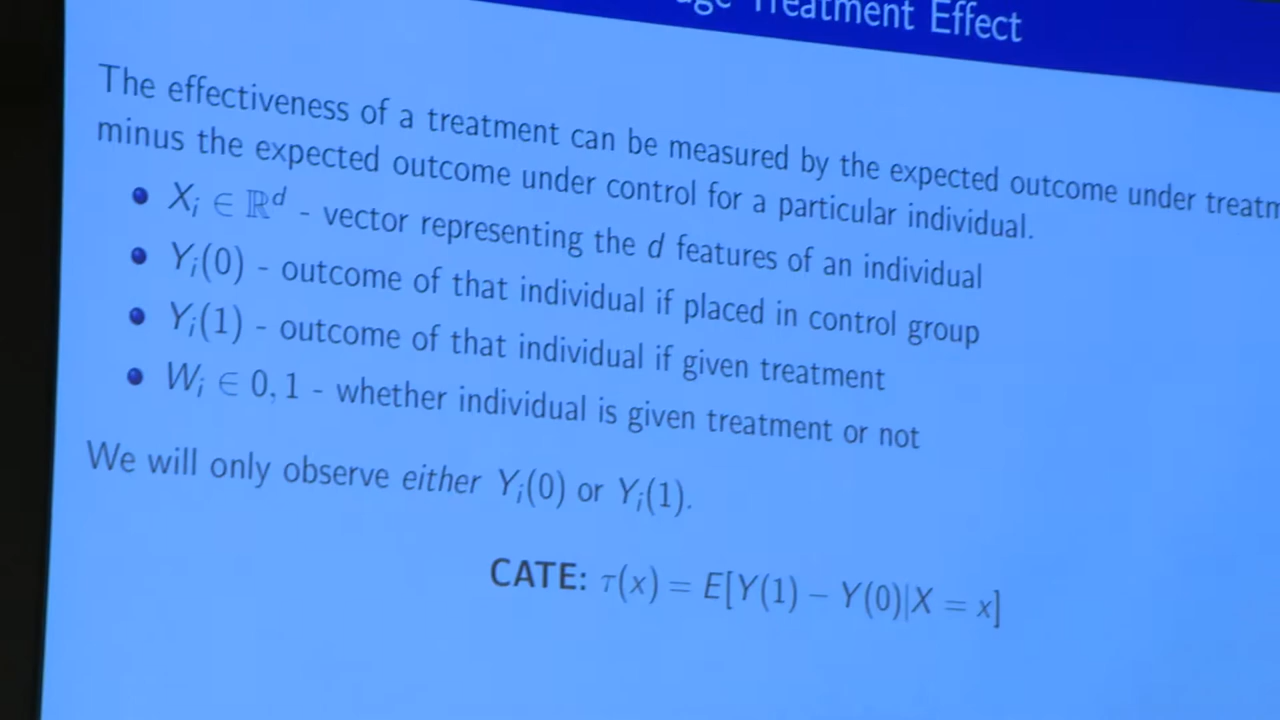 Treatment Effect
The effectiveness of a treatment can be measured by the expected outcome under
minus the expected outcome under control for a particular individual.
• Xᵢ ∈ ℝᵈ - vector representing the d features of an individual
• Yᵢ(0) - outcome of that individual if placed in control group
• Yᵢ(1) - outcome of that individual if given treatment
• Wᵢ ∈ 0, 1 - whether individual is given treatment or not
We will only observe either Yᵢ(0) or Yᵢ(1).
CATE: τ(x) = E[Y(1) – Y(0)|X = x]